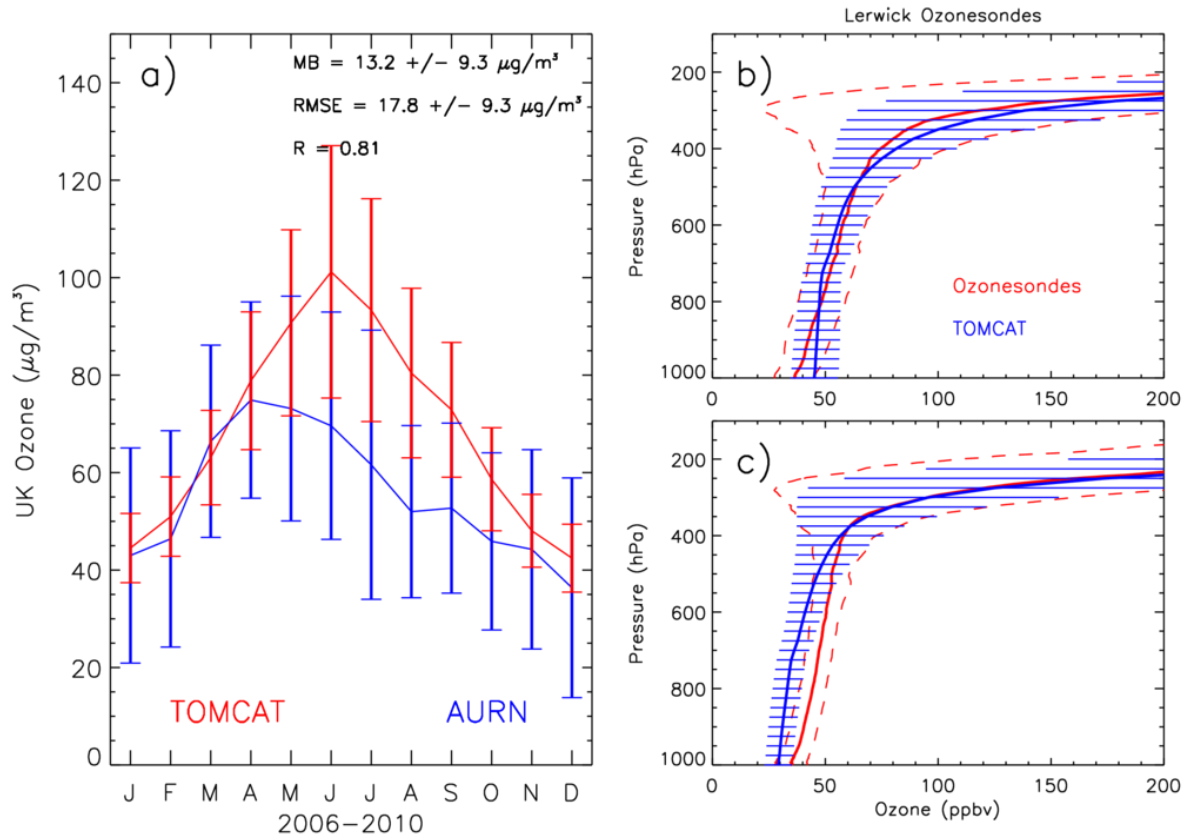 a)
MB = 13.2 +/− 9.3 μg/m³
RMSE = 17.8 +/− 9.3 μg/m³
R = 0.81
UK Ozone (μg/m³)
140
120
100
80
60
40
20
0
TOMCAT
AURN
J F M A M J J A S O N D
2006−2010
Lerwick Ozonesondes
b)
Pressure (hPa)
200
400
600
800
1000
Ozonesondes
TOMCAT
0 50 100 150 200
c)
Pressure (hPa)
200
400
600
800
1000
0 50 100 150 200
Ozone (ppbv)